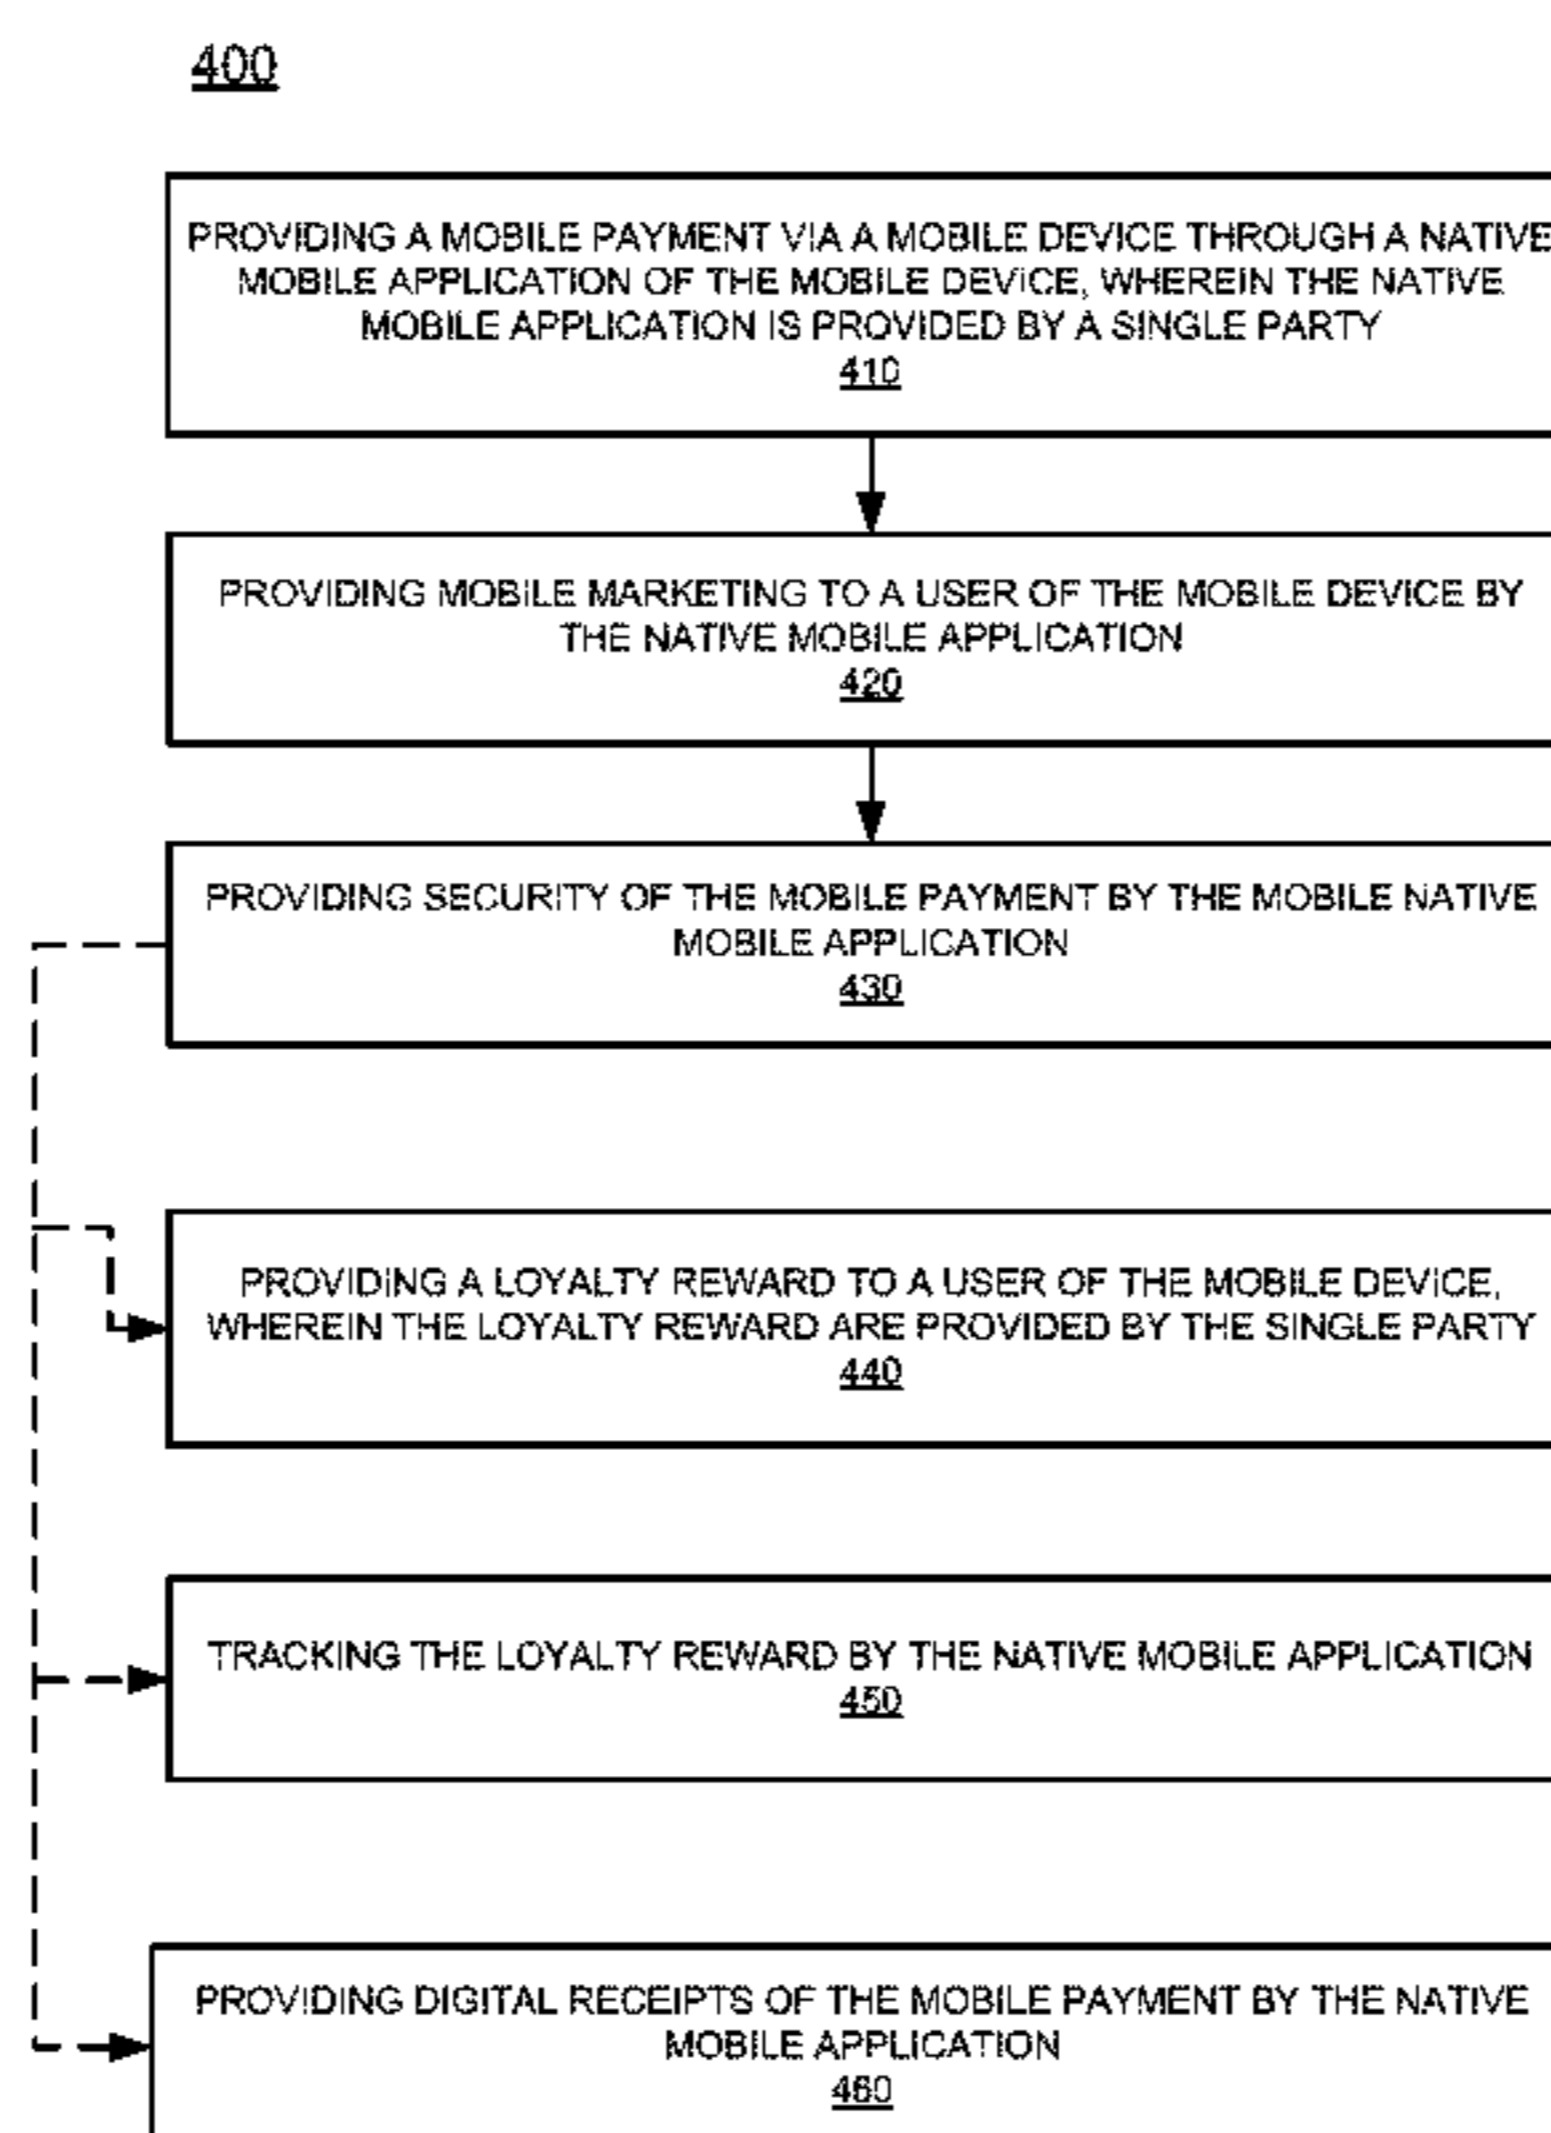 400
PROVIDING A MOBILE PAYMENT VIA A MOBILE DEVICE THROUGH A NATIVE
MOBILE APPLICATION OF THE MOBILE DEVICE, WHEREIN THE NATIVE
MOBILE APPLICATION IS PROVIDED BY A SINGLE PARTY
410
PROVIDING MOBILE MARKETING TO A USER OF THE MOBILE DEVICE BY
THE NATIVE MOBILE APPLICATION
420
PROVIDING SECURITY OF THE MOBILE PAYMENT BY THE MOBILE NATIVE
MOBILE APPLICATION
430
PROVIDING A LOYALTY REWARD TO A USER OF THE MOBILE DEVICE,
WHEREIN THE LOYALTY REWARD ARE PROVIDED BY THE SINGLE PARTY
440
TRACKING THE LOYALTY REWARD BY THE NATIVE MOBILE APPLICATION
450
PROVIDING DIGITAL RECEIPTS OF THE MOBILE PAYMENT BY THE NATIVE
MOBILE APPLICATION
460